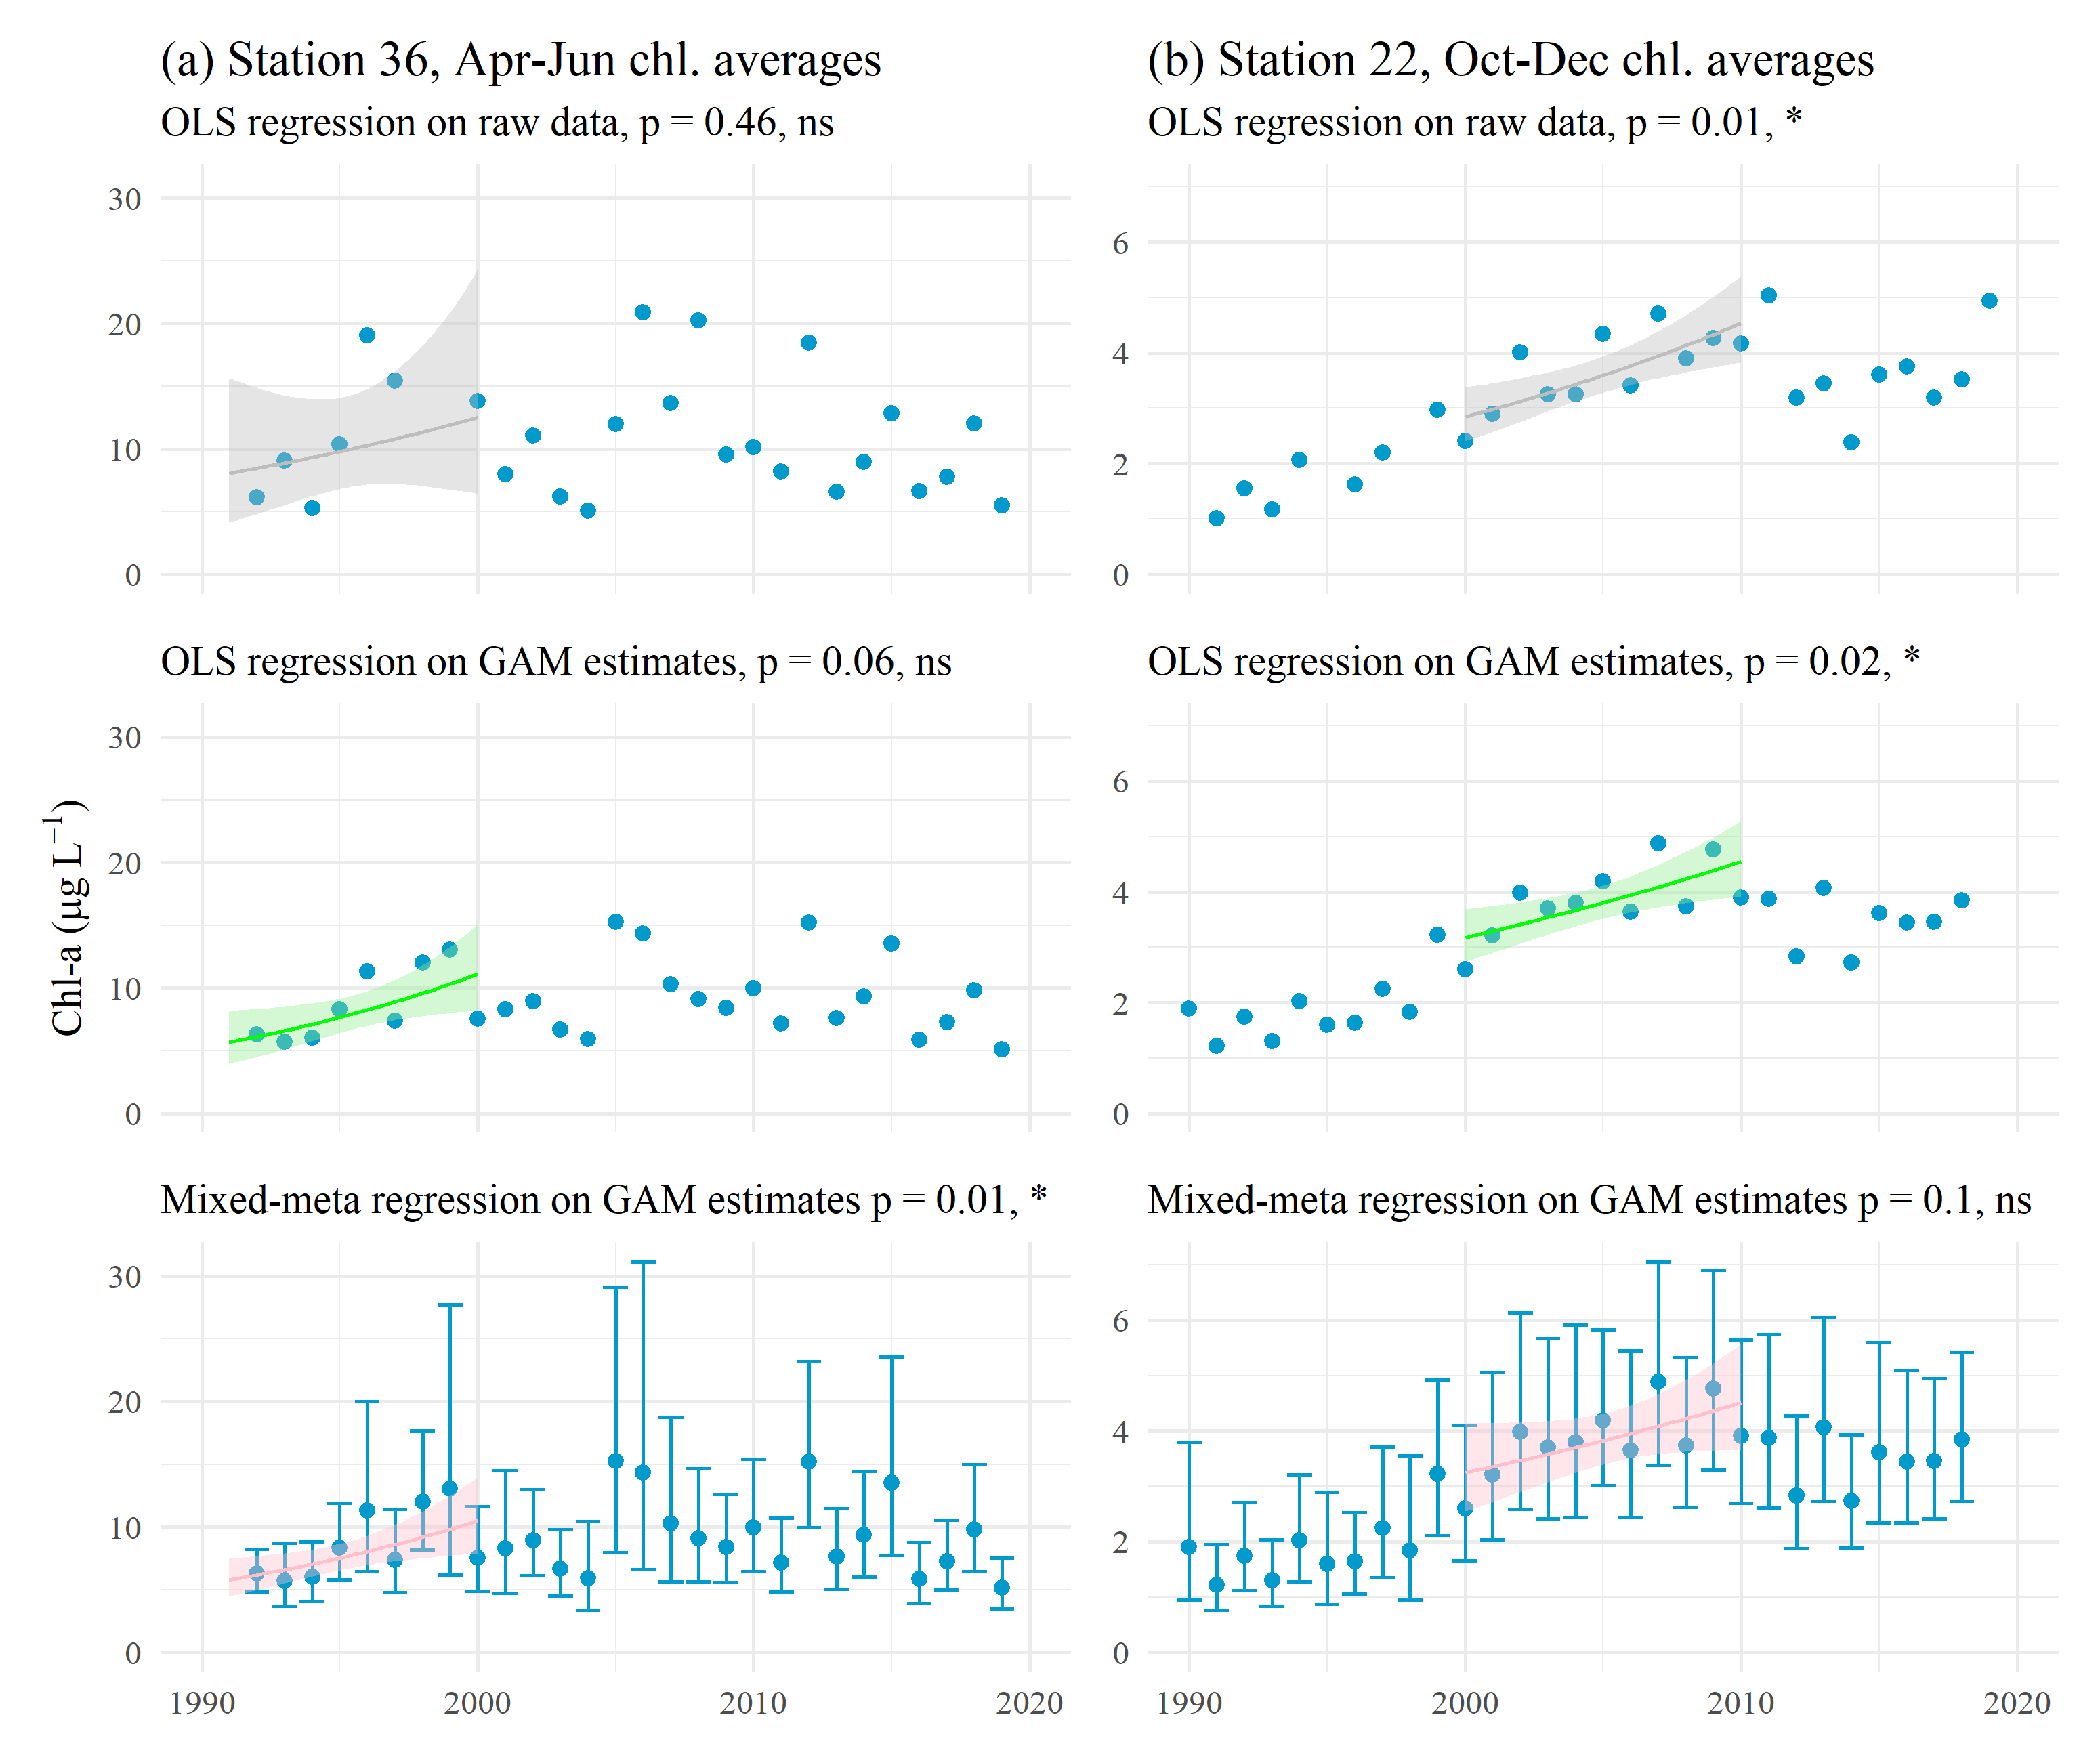 (a) Station 36, Apr-Jun chl. averages
OLS regression on raw data, p = 0.46, ns
30
20
10
0
OLS regression on GAM estimates, p = 0.06, ns
30
20
10
0
Mixed-meta regression on GAM estimates p = 0.01, *
30
20
10
0
1990 2000 2010 2020
Chl-a (µg L⁻¹)
(b) Station 22, Oct-Dec chl. averages
OLS regression on raw data, p = 0.01, *
6
4
2
0
OLS regression on GAM estimates, p = 0.02, *
6
4
2
0
Mixed-meta regression on GAM estimates p = 0.1, ns
6
4
2
0
1990 2000 2010 2020